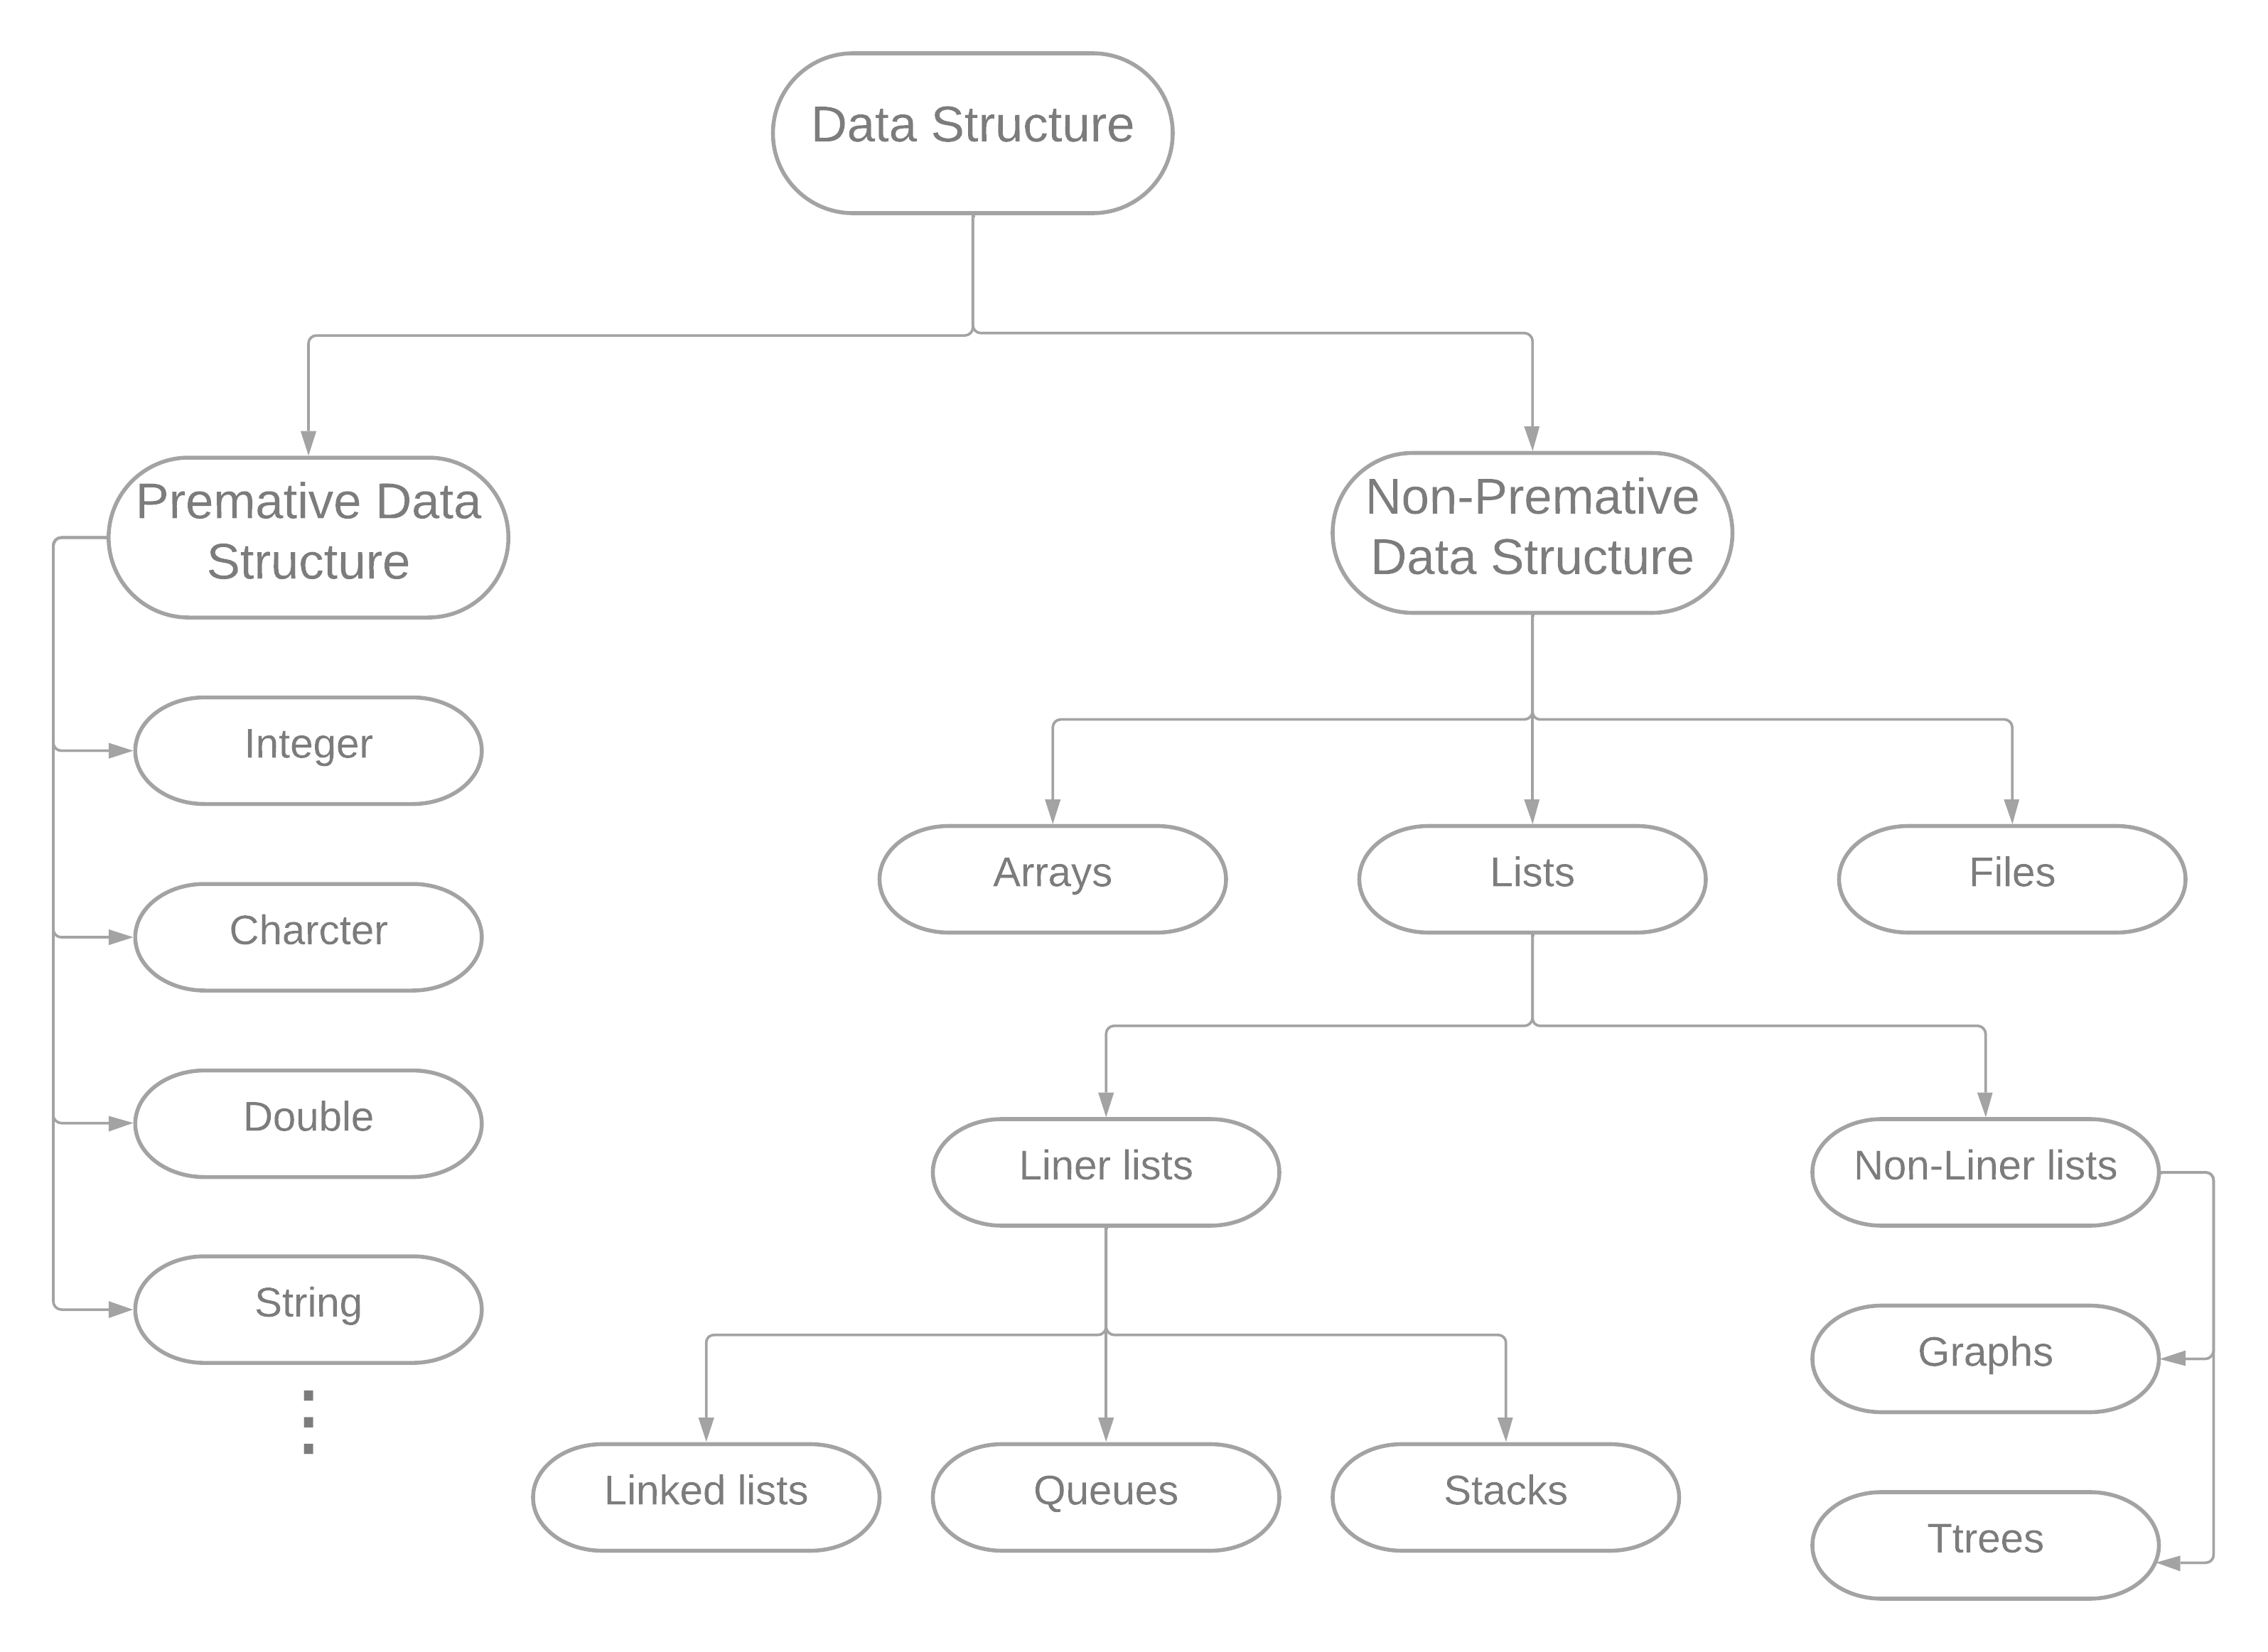 Data Structure
Premative Data
Structure
Non-Premative
Data Structure
Integer
Arrays
Lists
Files
Charcter
Double
Liner lists
Non-Liner lists
String
Graphs
Linked lists
Queues
Stacks
Ttrees